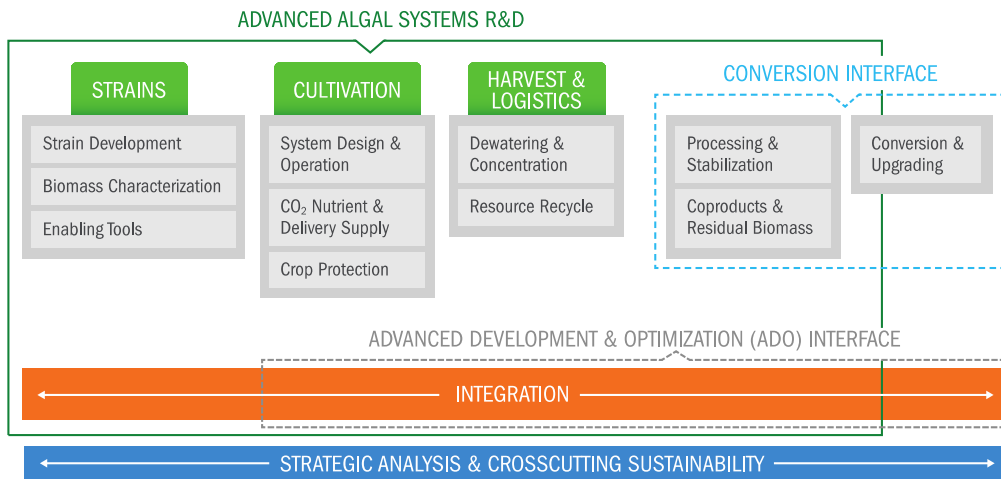 ADVANCED ALGAL SYSTEMS R&D
STRAINS
Strain Development
Biomass Characterization
Enabling Tools
CULTIVATION
System Design &
Operation
CO₂ Nutrient &
Delivery Supply
Crop Protection
HARVEST &
LOGISTICS
Dewatering &
Concentration
Resource Recycle
CONVERSION INTERFACE
Processing &
Stabilization
Coproducts &
Residual Biomass
Conversion &
Upgrading
ADVANCED DEVELOPMENT & OPTIMIZATION (ADO) INTERFACE
INTEGRATION
STRATEGIC ANALYSIS & CROSSCUTTING SUSTAINABILITY